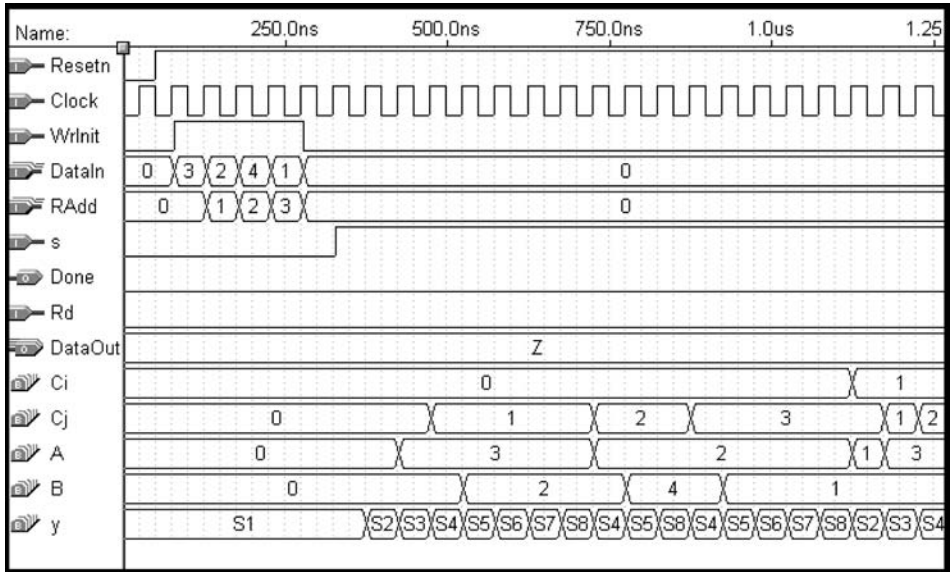 Name: 250.0ns 500.0ns 750.0ns 1.0us 1.25
Resetn
Clock
WrInit
DataIn 0 3 2 4 1 0
RAdd 0 1 2 3 0
s
Done
Rd
DataOut Z
Ci 0 1
Cj 0 1 2 3 1 2
A 0 3 2 1 3
B 0 2 4 1
y S1 S2 S3 S4 S5 S6 S7 S8 S4 S5 S8 S4 S5 S6 S7 S8 S2 S3 S4